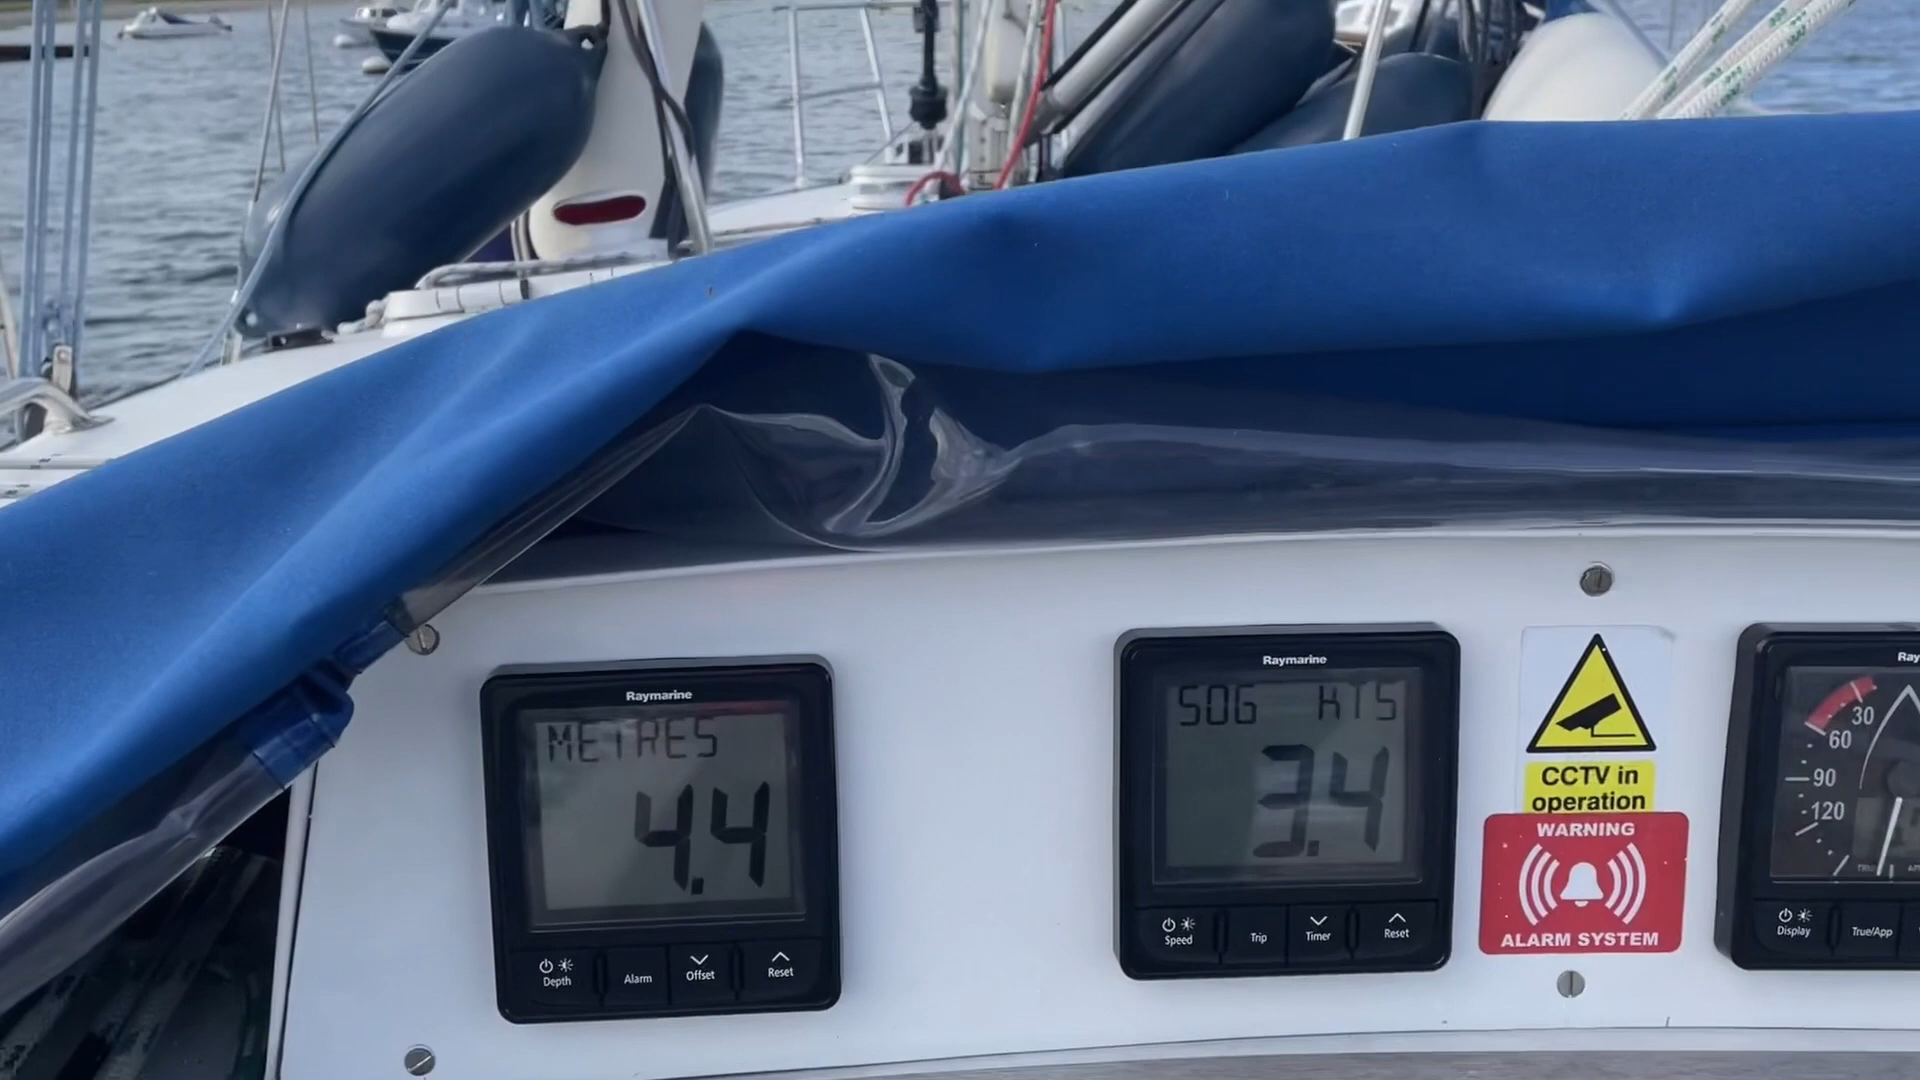 Raymarine
METRES
4.4
Depth
Alarm
Offset
Reset
Raymarine
SOG KTS
3.4
Speed
Trip
Timer
Reset
CCTV in
operation
WARNING
ALARM SYSTEM
30
60
90
120
Display
True/App